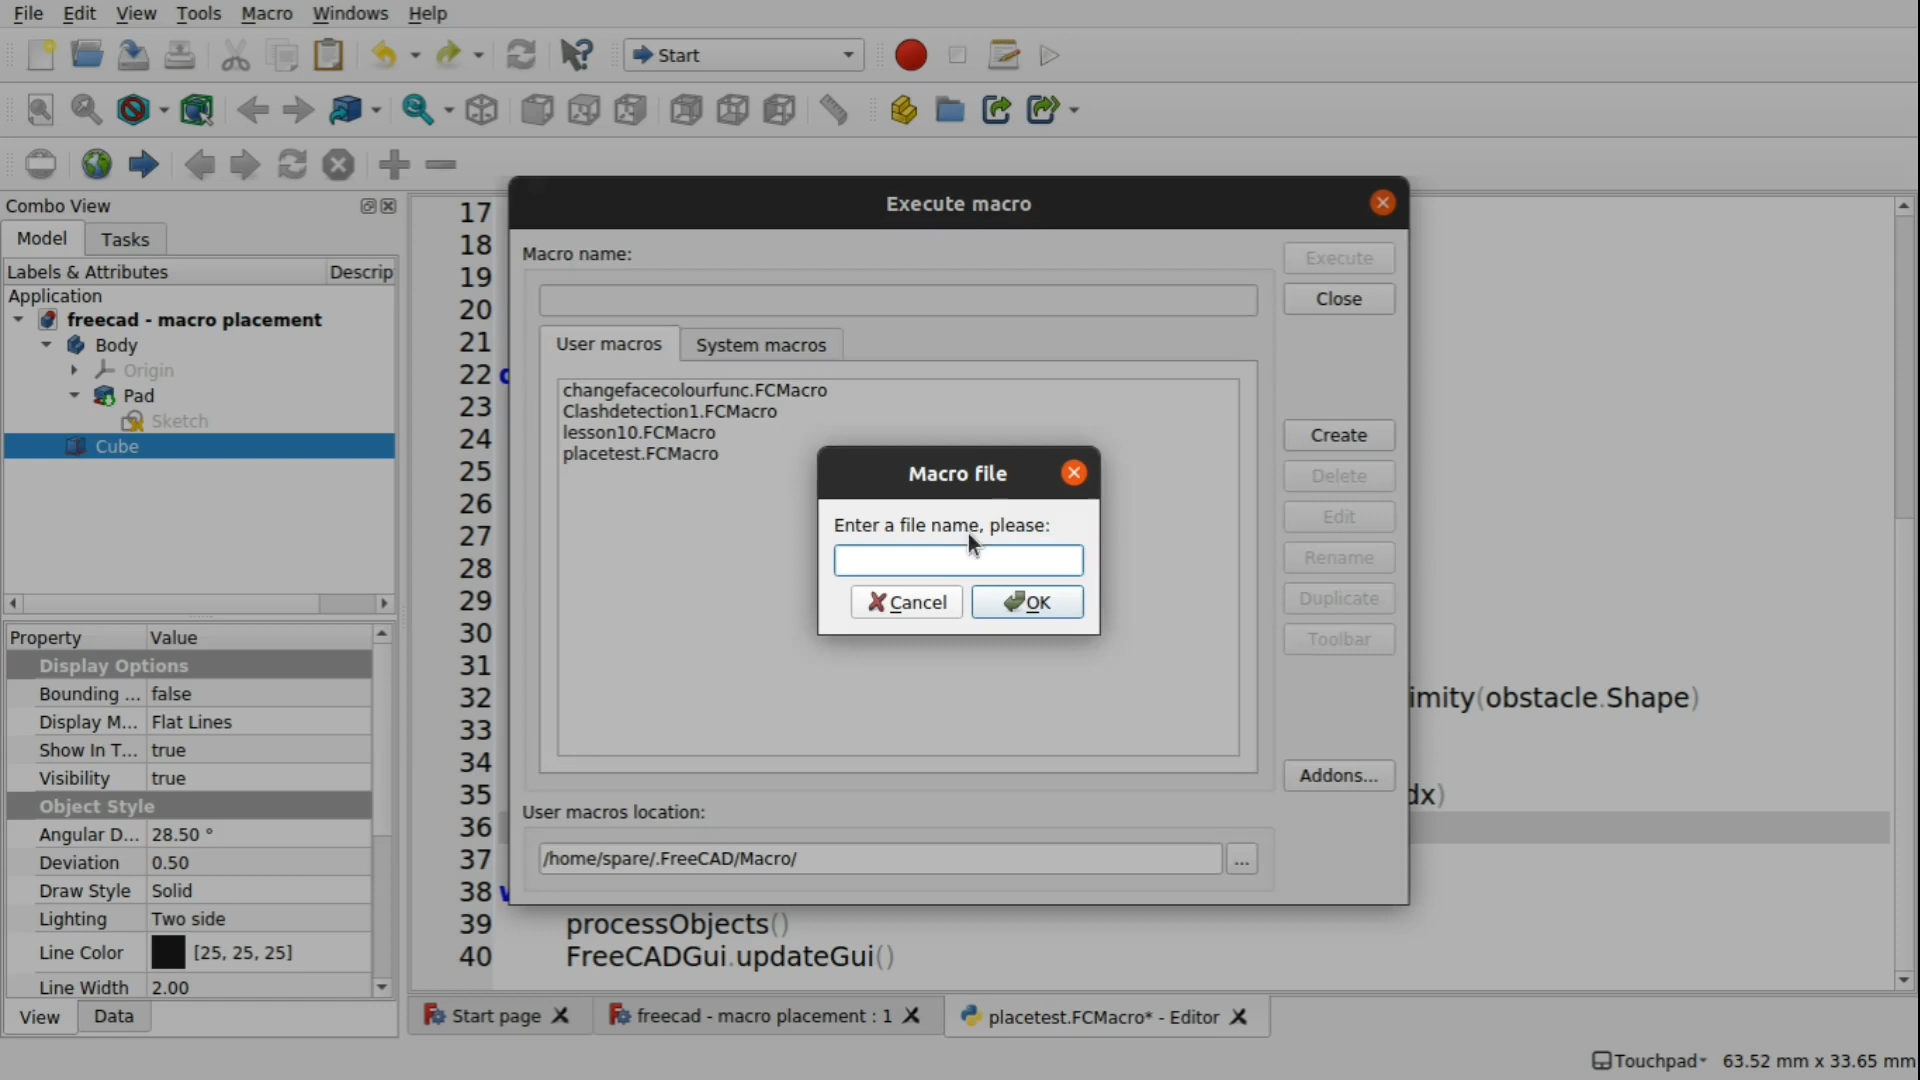 File Edit View Tools Macro Windows Help
Start
Combo View
Model Tasks
Labels & Attributes Descrip
Application
freecad - macro placement
Body
Origin
Pad
Sketch
Cube
Property Value
Display Options
Bounding ... false
Display M... Flat Lines
Show In T... true
Visibility true
Object Style
Angular D... 28.50 °
Deviation 0.50
Draw Style Solid
Lighting Two side
Line Color [25, 25, 25]
Line Width 2.00
View Data
17
18
19
20
21
22
23
24
25
26
27
28
29
30
31
32 imity(obstacle.Shape)
33
34
35 dx)
36
37
38
39 processObjects()
40 FreeCADGui.updateGui()
Execute macro
Macro name:
User macros System macros
changefacecolourfunc.FCMacro
Clashdetection1.FCMacro
lesson10.FCMacro
placetest.FCMacro
Execute
Close
Create
Delete
Edit
Rename
Duplicate
Toolbar
Addons...
User macros location:
/home/spare/.FreeCAD/Macro/ ...
Macro file
Enter a file name, please:
Cancel OK
Start page freecad - macro placement : 1 placetest.FCMacro* - Editor
Touchpad 63.52 mm x 33.65 mm